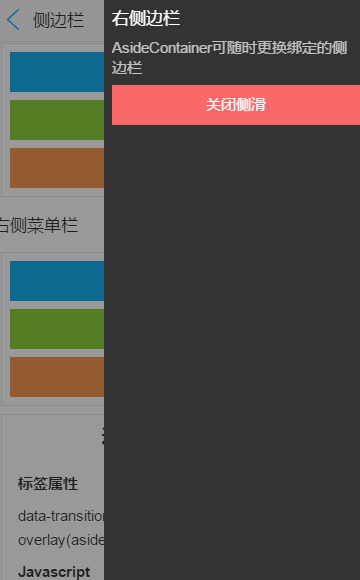 侧边栏
右侧边栏
AsideContainer可随时更换绑定的侧
边栏
关闭侧滑
右侧菜单栏
标签属性
data-transition
overlay(aside
Javascript